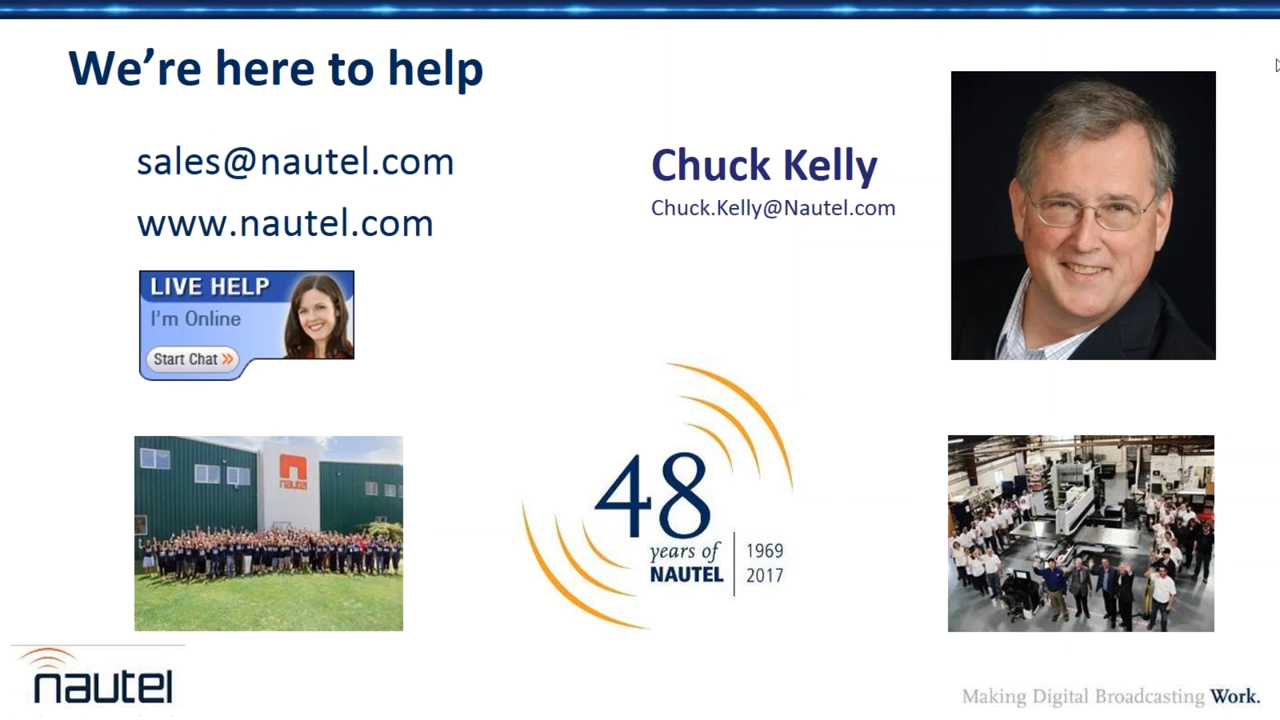 We’re here to help
sales@nautel.com
www.nautel.com
Chuck Kelly
Chuck.Kelly@Nautel.com
LIVE HELP
I'm Online
Start Chat »
nautel
48
years of
NAUTEL
1969
2017
nautel
Making Digital Broadcasting Work.